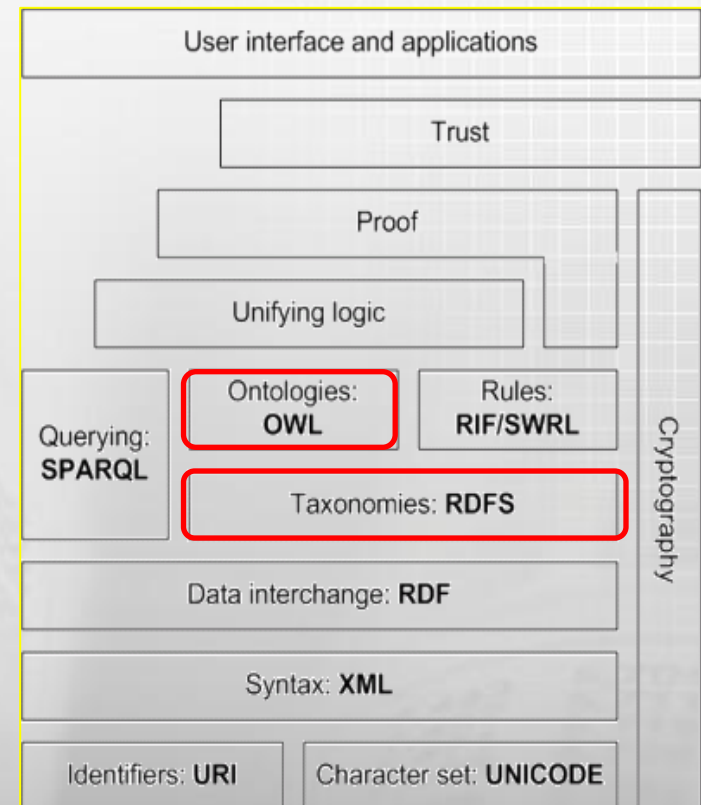 User interface and applications
Trust
Proof
Unifying logic
Ontologies:
OWL
Rules:
RIF/SWRL
Querying:
SPARQL
Taxonomies: RDFS
Cryptography
Data interchange: RDF
Syntax: XML
Identifiers: URI
Character set: UNICODE